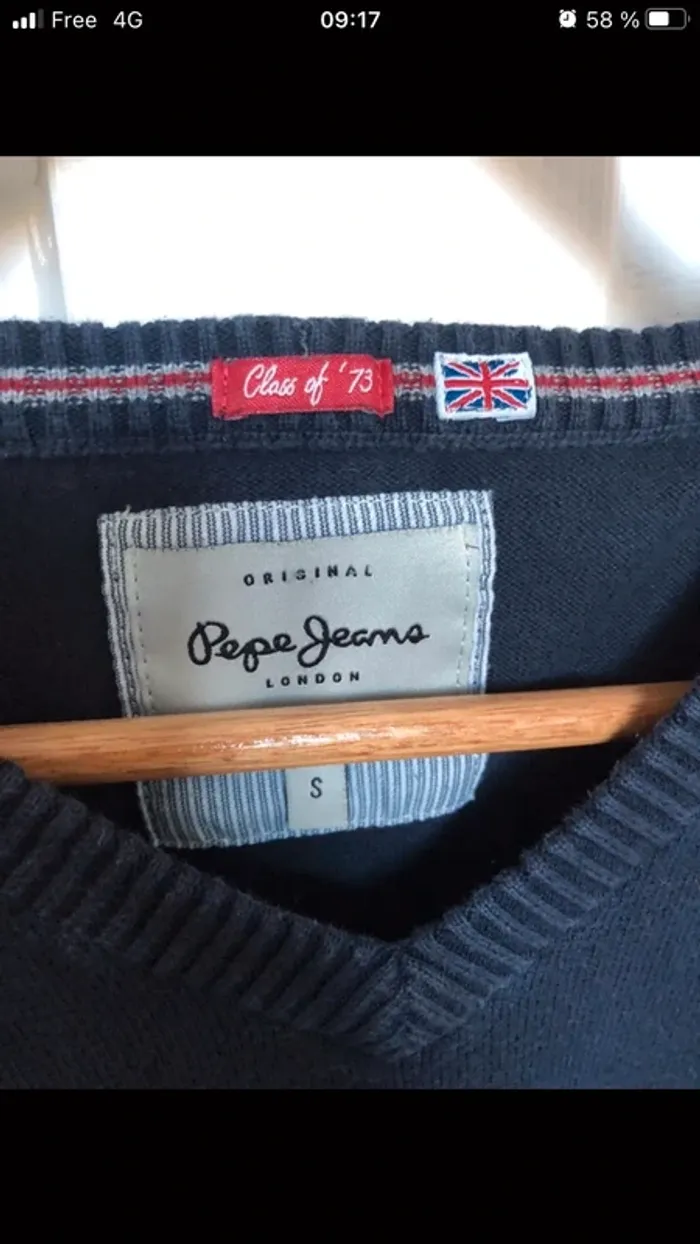 Free 4G 09:17 58 %
Class of '73
ORIGINAL
Pepe Jeans
LONDON
S